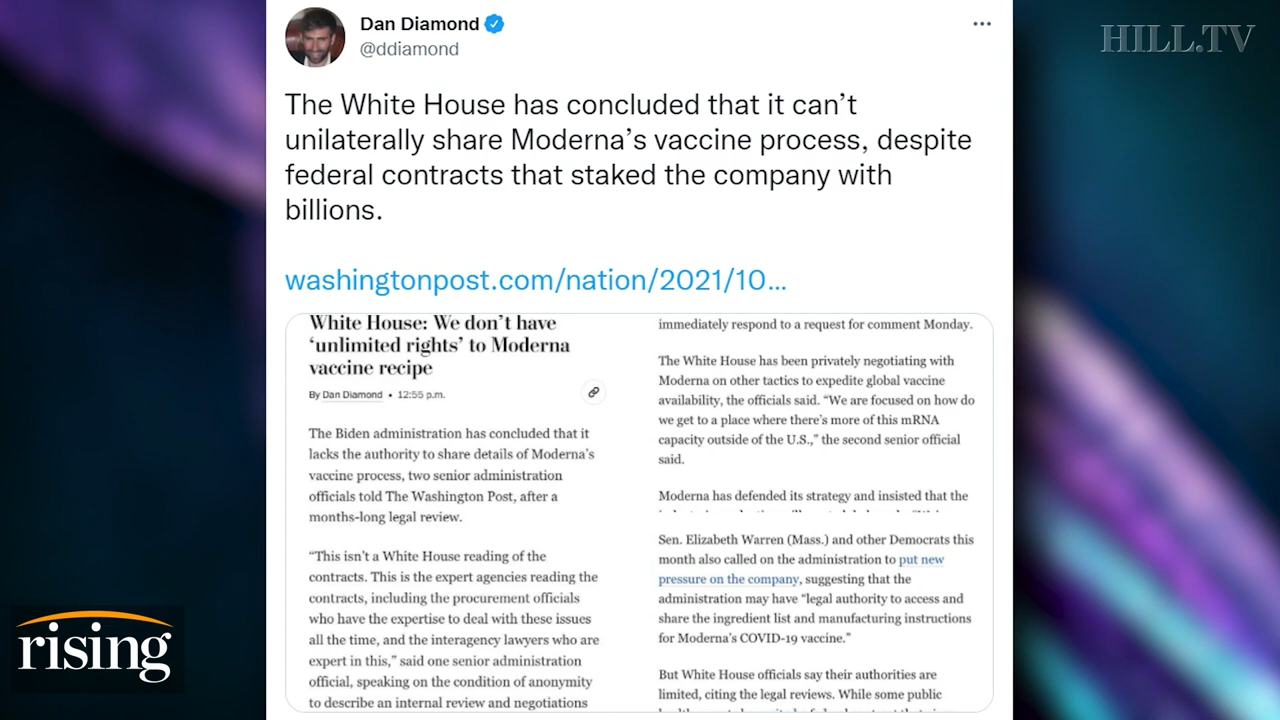 Dan Diamond
@ddiamond
HILL.TV
The White House has concluded that it can’t
unilaterally share Moderna’s vaccine process, despite
federal contracts that staked the company with
billions.
washingtonpost.com/nation/2021/10...
White House: We don’t have
‘unlimited rights’ to Moderna
vaccine recipe
By Dan Diamond • 12:55 p.m.
The Biden administration has concluded that it
lacks the authority to share details of Moderna’s
vaccine process, two senior administration
officials told The Washington Post, after a
months-long legal review.
“This isn’t a White House reading of the
contracts. This is the expert agencies reading the
contracts, including the procurement officials
who have the expertise to deal with these issues
all the time, and the interagency lawyers who are
expert in this,” said one senior administration
official, speaking on the condition of anonymity
to describe an internal review and negotiations
immediately respond to a request for comment Monday.
The White House has been privately negotiating with
Moderna on other tactics to expedite global vaccine
availability, the officials said. “We are focused on how do
we get to a place where there’s more of this mRNA
capacity outside of the U.S.,” the second senior official
said.
Moderna has defended its strategy and insisted that the
Sen. Elizabeth Warren (Mass.) and other Democrats this
month also called on the administration to put new
pressure on the company, suggesting that the
administration may have “legal authority to access and
share the ingredient list and manufacturing instructions
for Moderna’s COVID-19 vaccine.”
But White House officials say their authorities are
limited, citing the legal reviews. While some public
rising